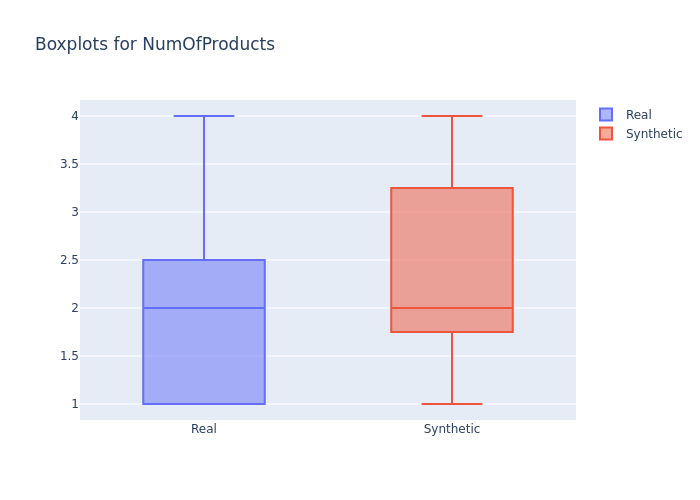 Boxplots for NumOfProducts
4
3.5
3
2.5
2
1.5
1
Real
Synthetic
Real
Synthetic